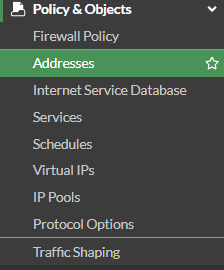 Policy & Objects
Firewall Policy
Addresses
Internet Service Database
Services
Schedules
Virtual IPs
IP Pools
Protocol Options
Traffic Shaping